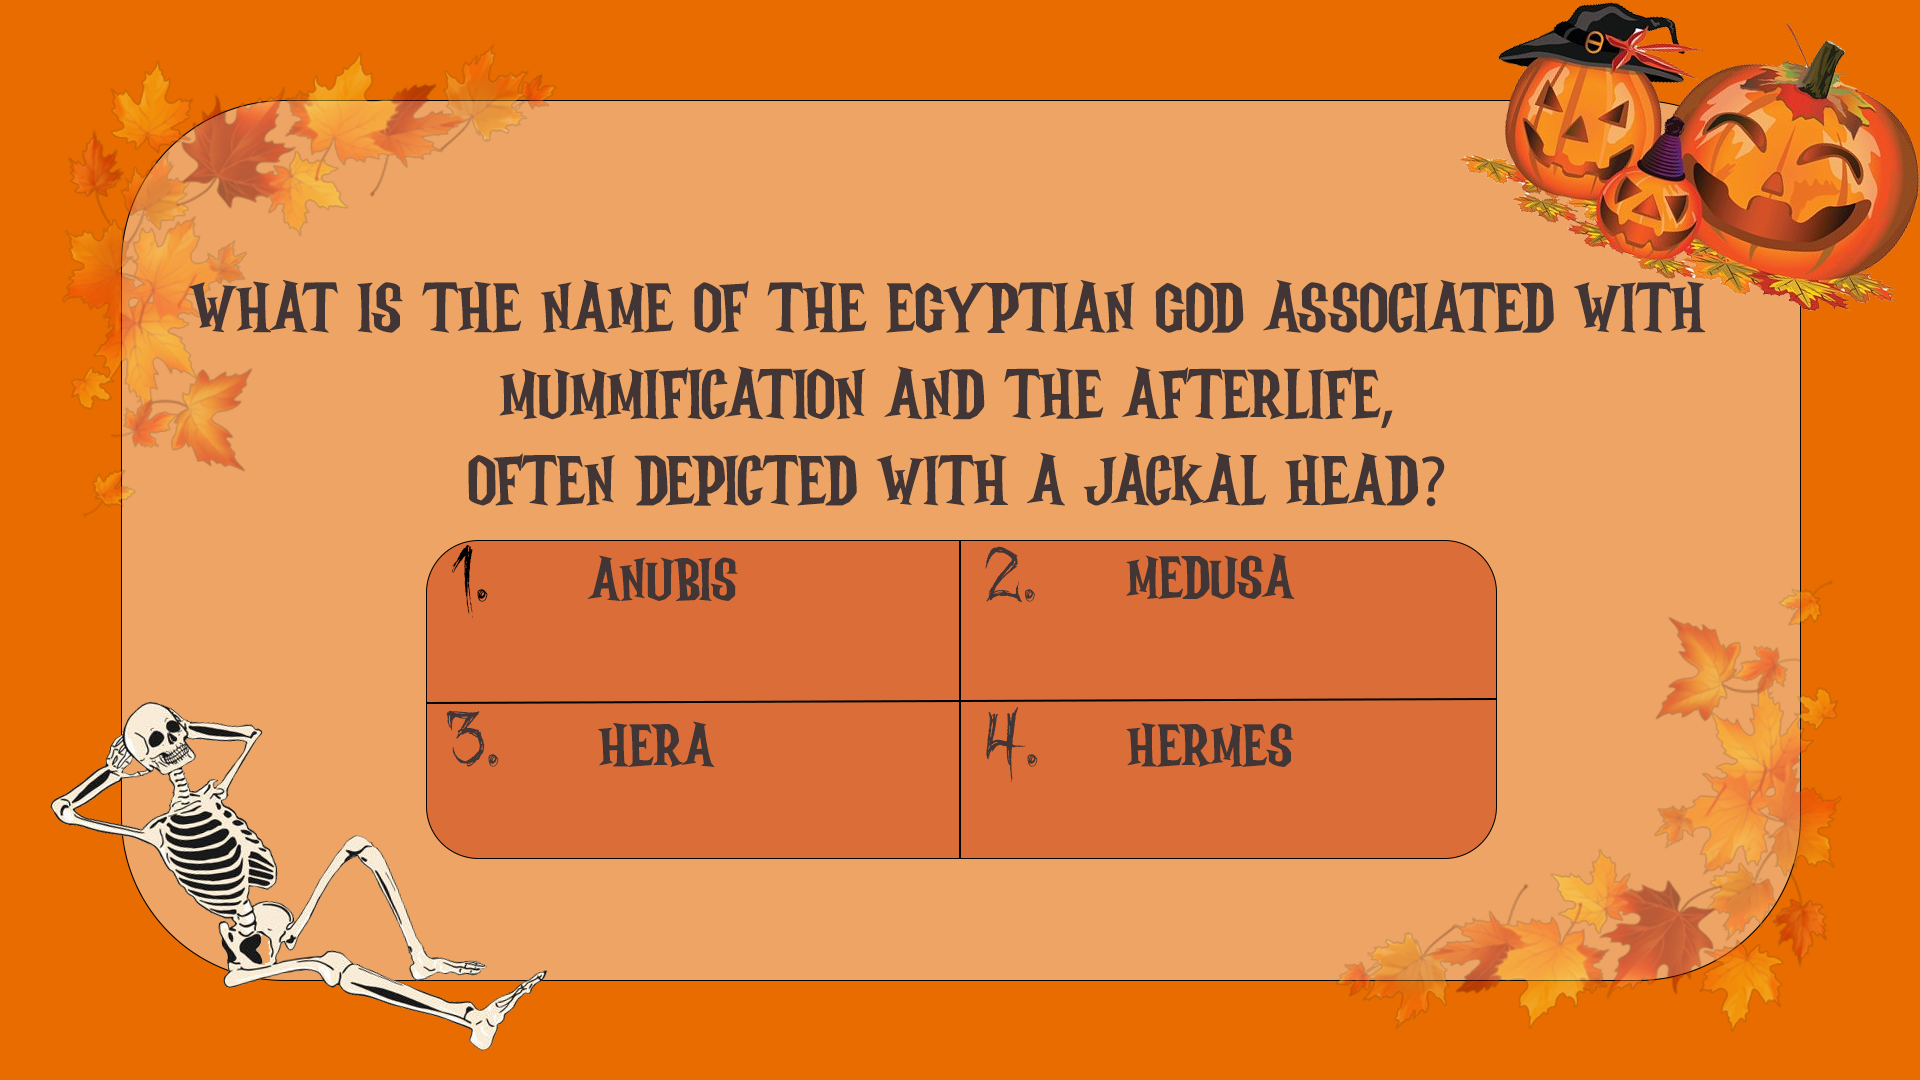 WHAT IS THE NAME OF THE EGYPTIAN GOD ASSOCIATED WITH
MUMMIFICATION AND THE AFTERLIFE,
OFTEN DEPICTED WITH A JACKAL HEAD?
1. ANUBIS
2. MEDUSA
3. HERA
4. HERMES